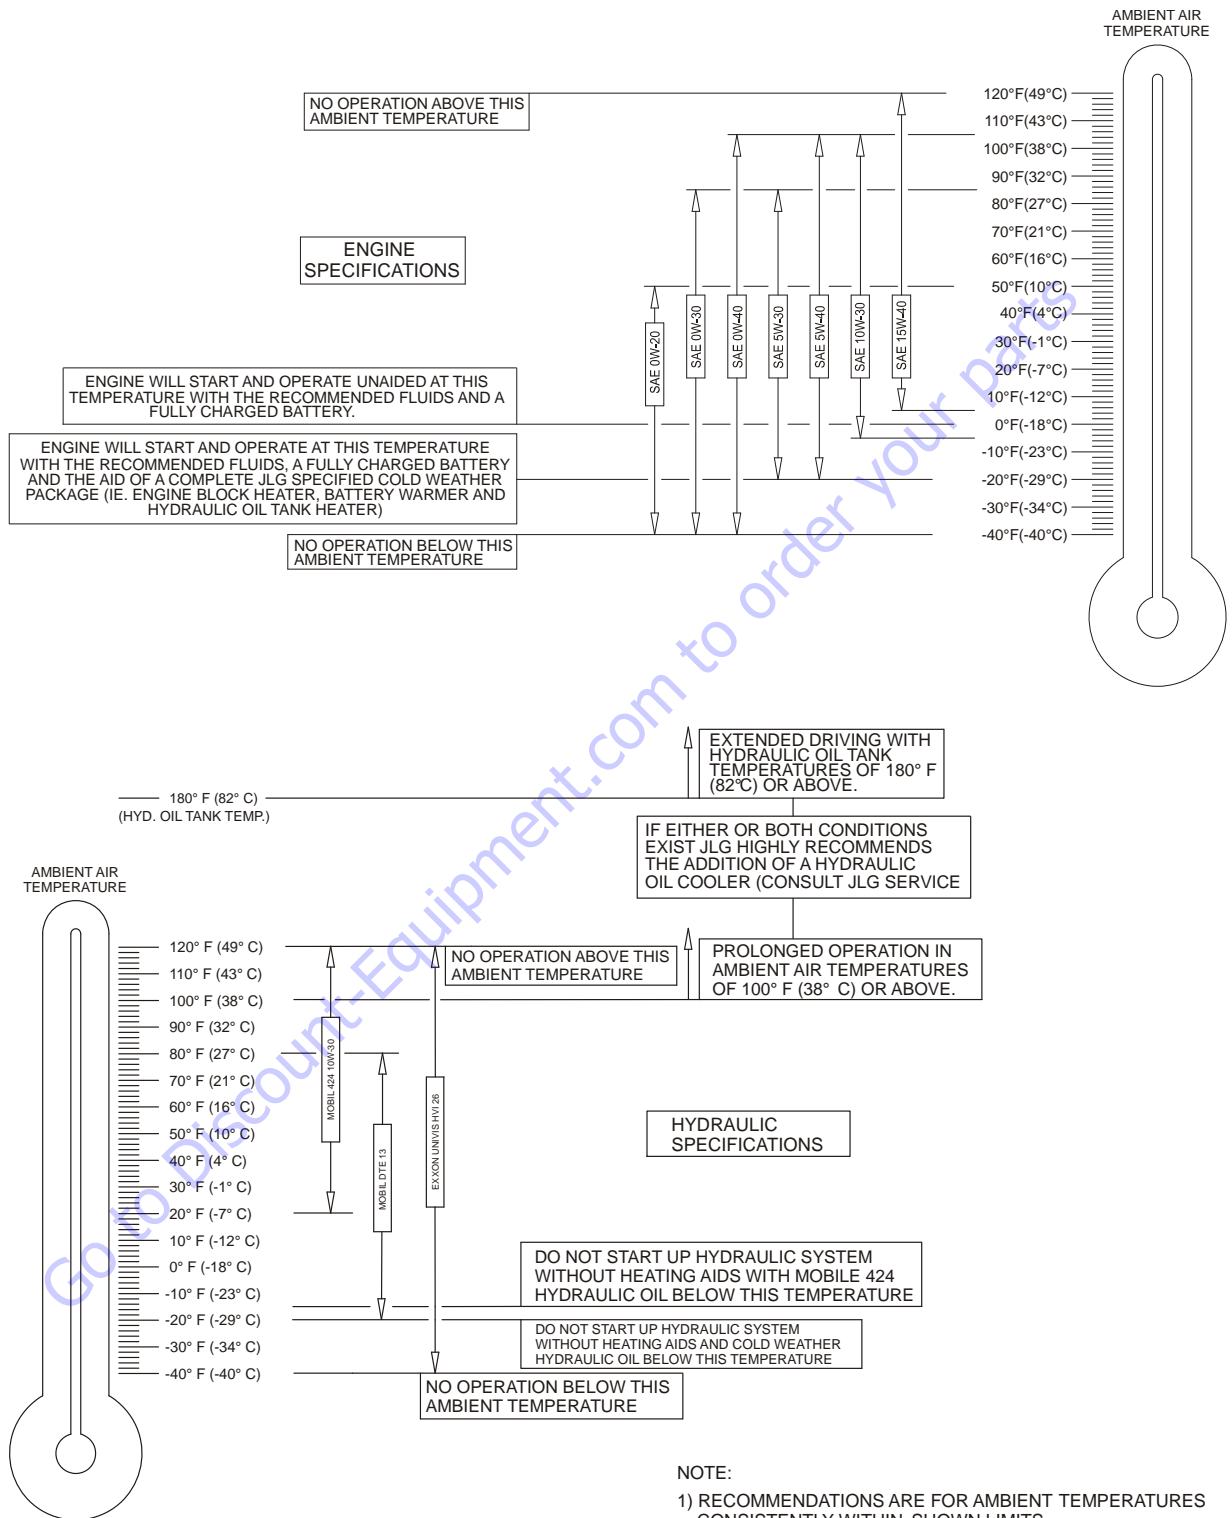 AMBIENT AIR
TEMPERATURE
NO OPERATION ABOVE THIS
AMBIENT TEMPERATURE
120°F(49°C)
110°F(43°C)
100°F(38°C)
90°F(32°C)
80°F(27°C)
70°F(21°C)
60°F(16°C)
50°F(10°C)
40°F(4°C)
30°F(-1°C)
20°F(-7°C)
10°F(-12°C)
0°F(-18°C)
-10°F(-23°C)
-20°F(-29°C)
-30°F(-34°C)
-40°F(-40°C)
ENGINE
SPECIFICATIONS
SAE 0W-20
SAE 0W-30
SAE 0W-40
SAE 5W-30
SAE 5W-40
SAE 10W-30
SAE 15W-40
ENGINE WILL START AND OPERATE UNAIDED AT THIS
TEMPERATURE WITH THE RECOMMENDED FLUIDS AND A
FULLY CHARGED BATTERY.
ENGINE WILL START AND OPERATE AT THIS TEMPERATURE
WITH THE RECOMMENDED FLUIDS, A FULLY CHARGED BATTERY
AND THE AID OF A COMPLETE JLG SPECIFIED COLD WEATHER
PACKAGE (IE. ENGINE BLOCK HEATER, BATTERY WARMER AND
HYDRAULIC OIL TANK HEATER)
NO OPERATION BELOW THIS
AMBIENT TEMPERATURE
EXTENDED DRIVING WITH
HYDRAULIC OIL TANK
TEMPERATURES OF 180° F
(82°C) OR ABOVE.
180° F (82° C)
(HYD. OIL TANK TEMP.)
IF EITHER OR BOTH CONDITIONS
EXIST JLG HIGHLY RECOMMENDS
THE ADDITION OF A HYDRAULIC
OIL COOLER (CONSULT JLG SERVICE
AMBIENT AIR
TEMPERATURE
120° F (49° C)
110° F (43° C)
100° F (38° C)
90° F (32° C)
80° F (27° C)
70° F (21° C)
60° F (16° C)
50° F (10° C)
40° F (4° C)
30° F (-1° C)
20° F (-7° C)
10° F (-12° C)
0° F (-18° C)
-10° F (-23° C)
-20° F (-29° C)
-30° F (-34° C)
-40° F (-40° C)
NO OPERATION ABOVE THIS
AMBIENT TEMPERATURE
PROLONGED OPERATION IN
AMBIENT AIR TEMPERATURES
OF 100° F (38° C) OR ABOVE.
MOBIL 424 10W-30
MOBIL DTE 13
EXXON UNIVIS HVI 26
HYDRAULIC
SPECIFICATIONS
DO NOT START UP HYDRAULIC SYSTEM
WITHOUT HEATING AIDS WITH MOBILE 424
HYDRAULIC OIL BELOW THIS TEMPERATURE
DO NOT START UP HYDRAULIC SYSTEM
WITHOUT HEATING AIDS AND COLD WEATHER
HYDRAULIC OIL BELOW THIS TEMPERATURE
NO OPERATION BELOW THIS
AMBIENT TEMPERATURE
NOTE:
1) RECOMMENDATIONS ARE FOR AMBIENT TEMPERATURES
CONSISTENTLY WITHIN SHOWN LIMITS
Go to Discount-Equipment.com to order your parts